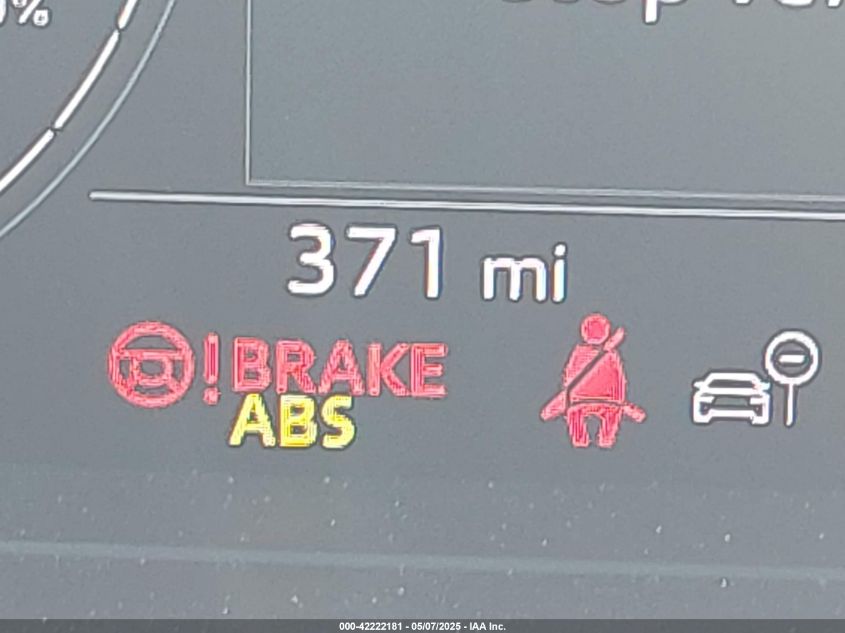 %
371 mi
! BRAKE
ABS
000-42222181 - 05/07/2025 - IAA Inc.